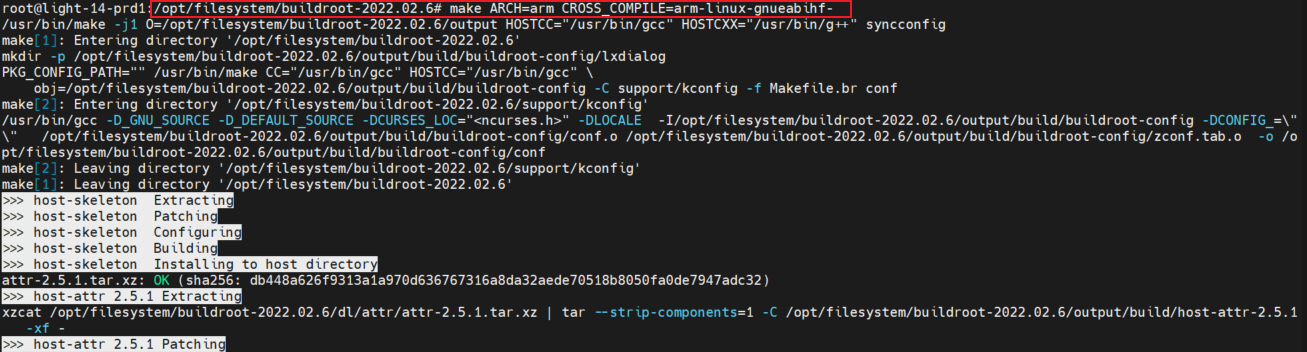 root@light-14-prd1:/opt/filesystem/buildroot-2022.02.6# make ARCH=arm CROSS_COMPILE=arm-linux-gnueabihf-
/usr/bin/make -j1 O=/opt/filesystem/buildroot-2022.02.6/output HOSTCC="/usr/bin/gcc" HOSTCXX="/usr/bin/g++" syncconfig
make[1]: Entering directory '/opt/filesystem/buildroot-2022.02.6'
mkdir -p /opt/filesystem/buildroot-2022.02.6/output/build/buildroot-config/lxdialog
PKG_CONFIG_PATH="" /usr/bin/make CC="/usr/bin/gcc" HOSTCC="/usr/bin/gcc" \
    obj=/opt/filesystem/buildroot-2022.02.6/output/build/buildroot-config -C support/kconfig -f Makefile.br conf
make[2]: Entering directory '/opt/filesystem/buildroot-2022.02.6/support/kconfig'
/usr/bin/gcc -D_GNU_SOURCE -D_DEFAULT_SOURCE -DCURSES_LOC="<ncurses.h>" -DLOCALE  -I/opt/filesystem/buildroot-2022.02.6/output/build/buildroot-config -DCONFIG_=\"
\"   /opt/filesystem/buildroot-2022.02.6/output/build/buildroot-config/conf.o /opt/filesystem/buildroot-2022.02.6/output/build/buildroot-config/zconf.tab.o  -o /o
pt/filesystem/buildroot-2022.02.6/output/build/buildroot-config/conf
make[2]: Leaving directory '/opt/filesystem/buildroot-2022.02.6/support/kconfig'
make[1]: Leaving directory '/opt/filesystem/buildroot-2022.02.6'
>>> host-skeleton  Extracting
>>> host-skeleton  Patching
>>> host-skeleton  Configuring
>>> host-skeleton  Building
>>> host-skeleton  Installing to host directory
attr-2.5.1.tar.xz: OK (sha256: db448a626f9313a1a970d636767316a8da32aede70518b8050fa0de7947adc32)
>>> host-attr 2.5.1 Extracting
xzcat /opt/filesystem/buildroot-2022.02.6/dl/attr/attr-2.5.1.tar.xz | tar --strip-components=1 -C /opt/filesystem/buildroot-2022.02.6/output/build/host-attr-2.5.1
   -xf -
>>> host-attr 2.5.1 Patching